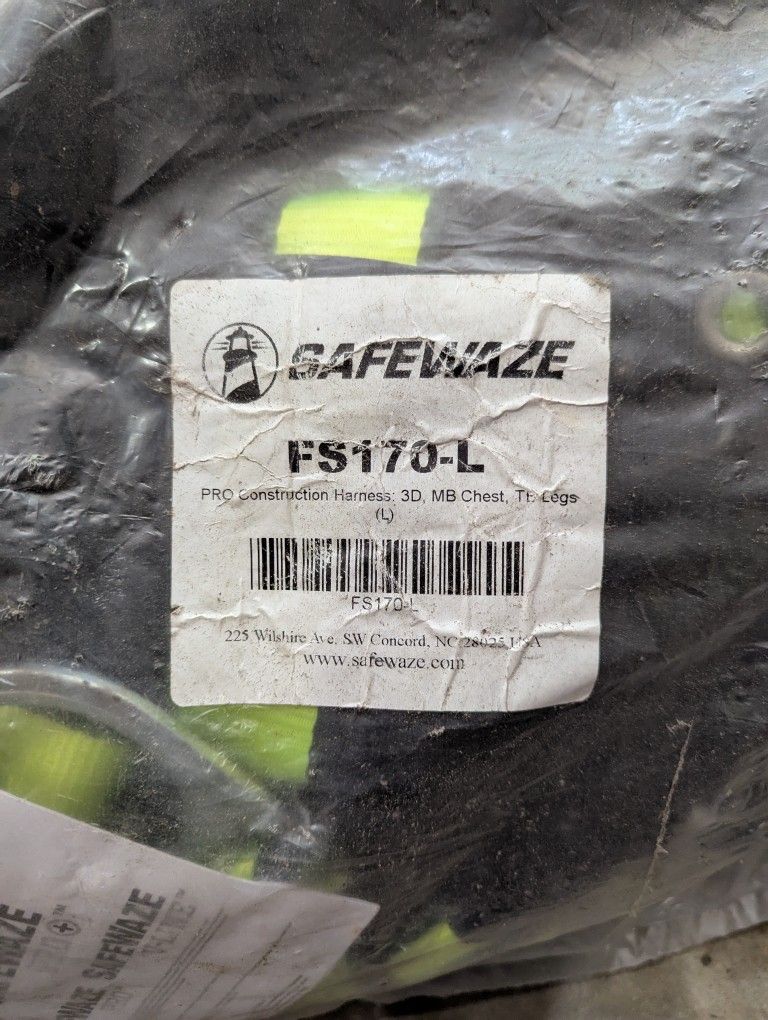 SAFEWAZE
FS170-L
PRO Construction Harness: 3D, MB Chest, TB Legs
(L)
FS170-L
225 Wilshire Ave. SW Concord, NC 28025 USA
www.safewaze.com
SAFEWAZE
SAFEWAZE